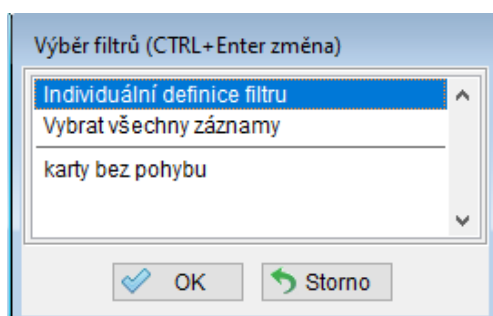 Výběr filtrů (CTRL+Enter změna)
Individuální definice filtru
Vybrat všechny záznamy
karty bez pohybu
OK
Storno